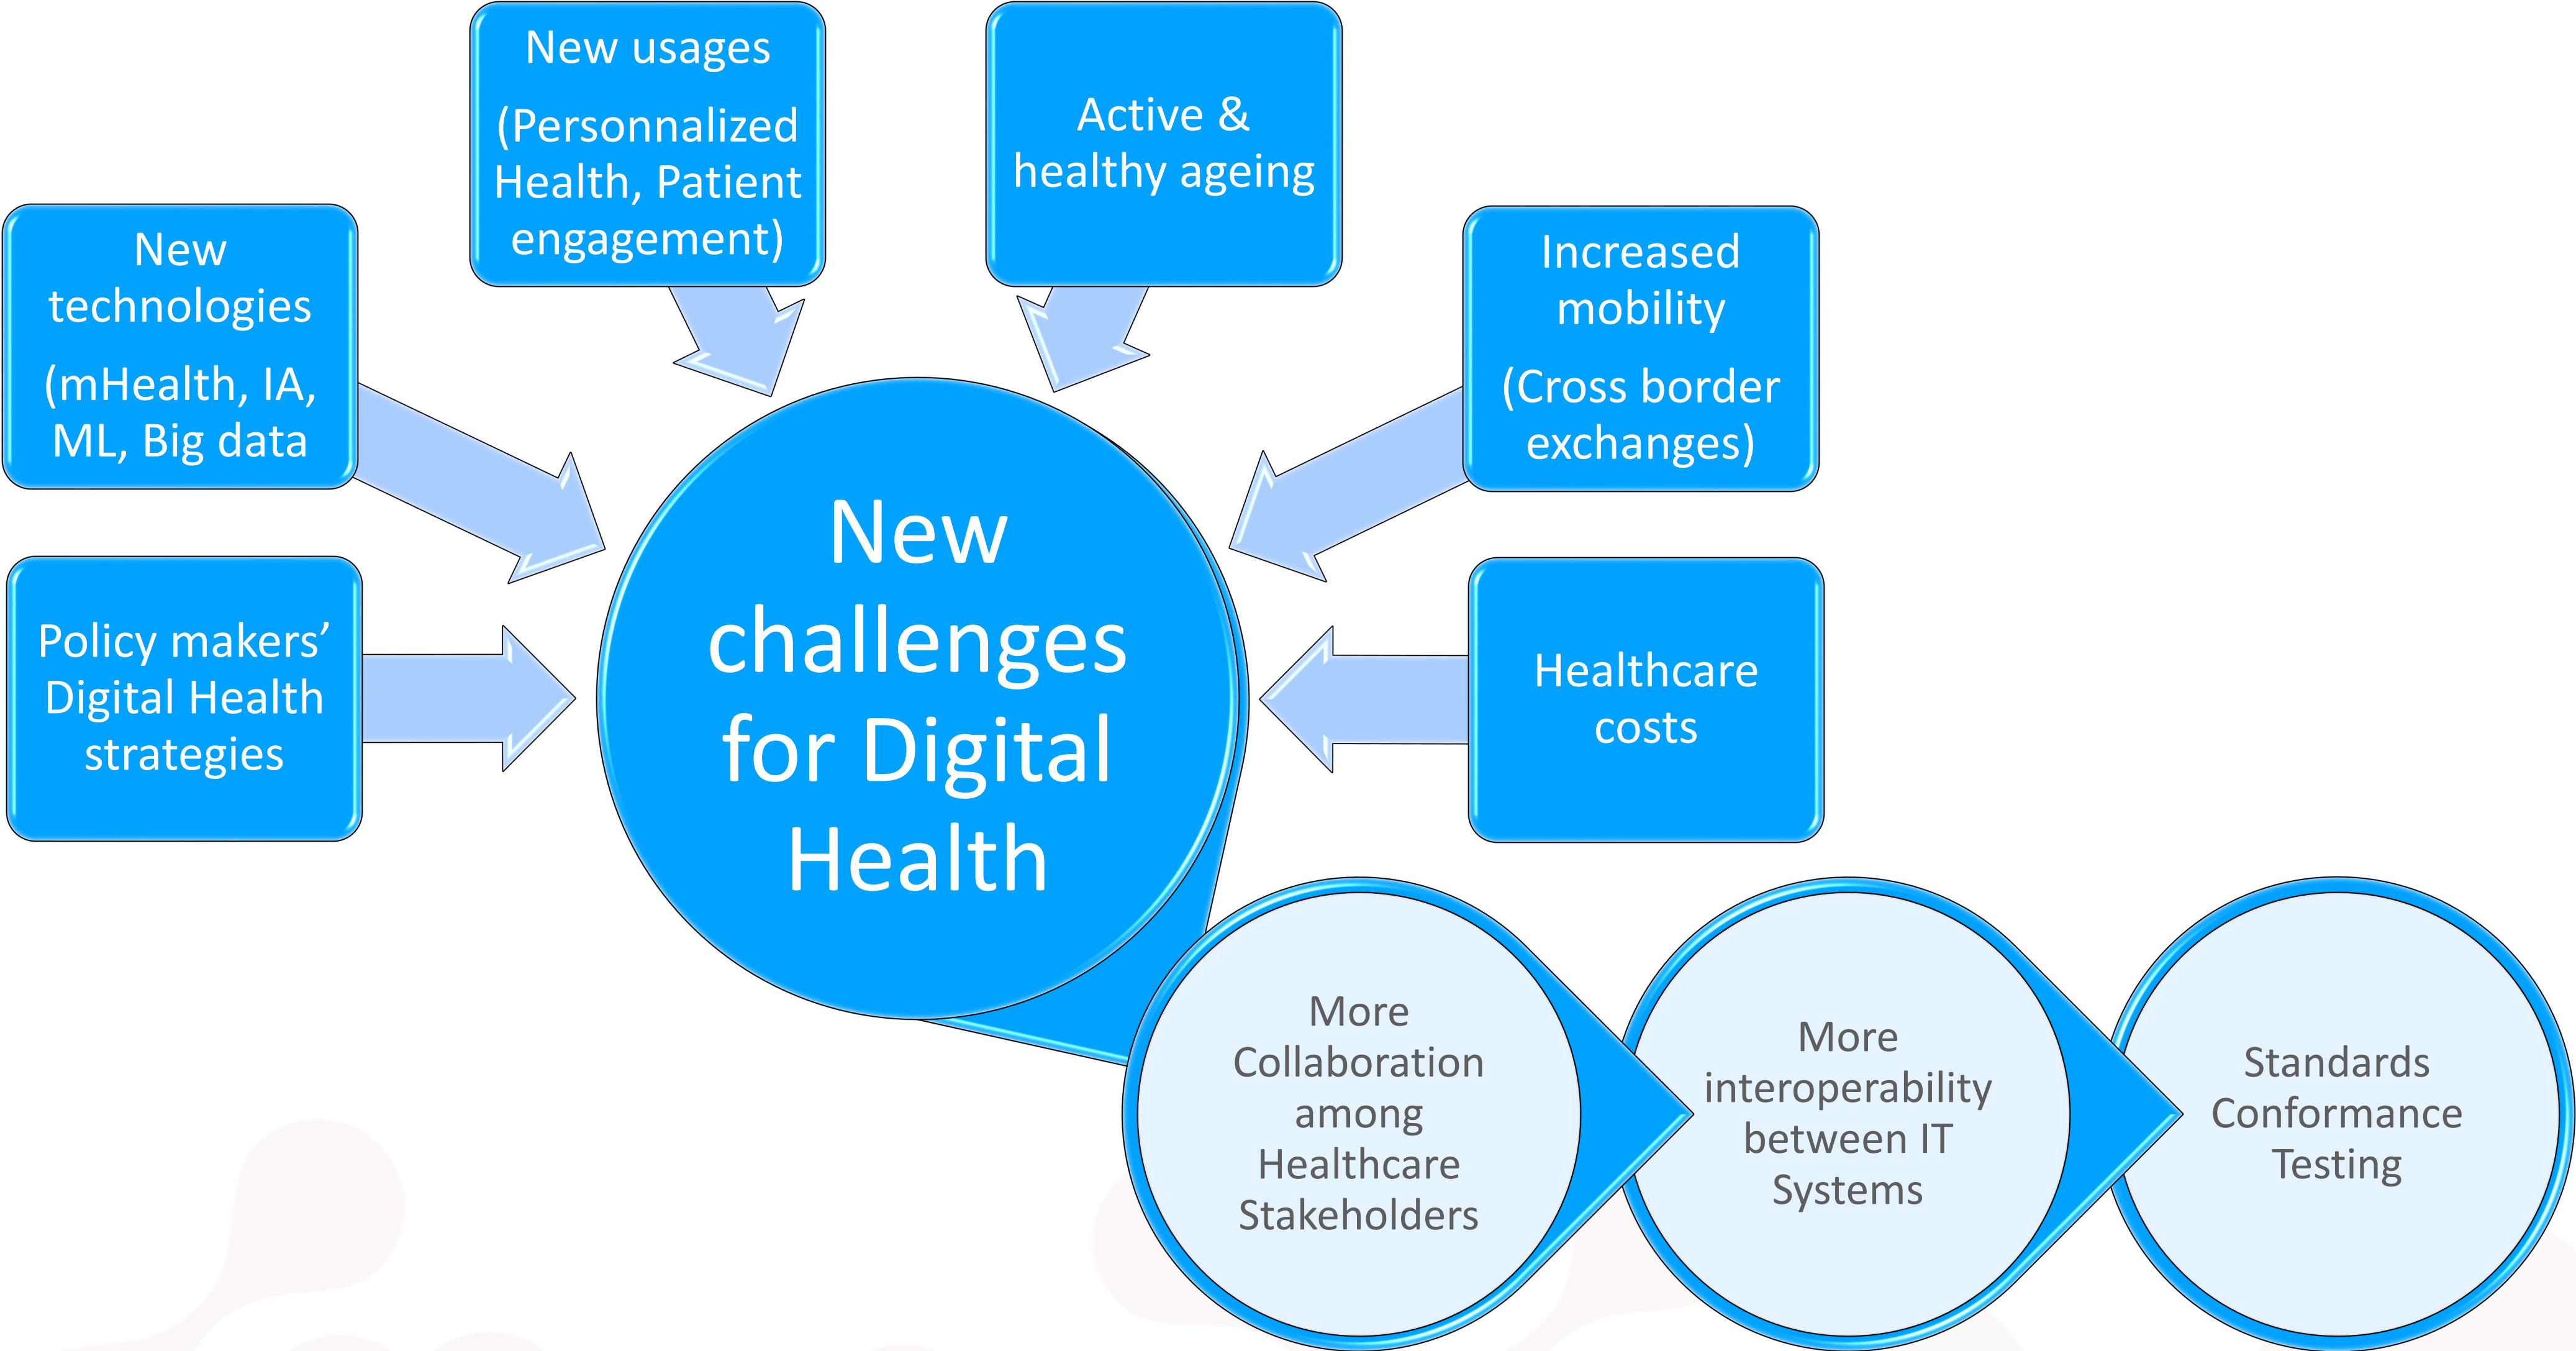 New usages
(Personnalized
Health, Patient
engagement)
Active &
healthy ageing
New
technologies
(mHealth, IA,
ML, Big data
Increased
mobility
(Cross border
exchanges)
Policy makers’
Digital Health
strategies
New
challenges
for Digital
Health
Healthcare
costs
More
Collaboration
among
Healthcare
Stakeholders
More
interoperability
between IT
Systems
Standards
Conformance
Testing